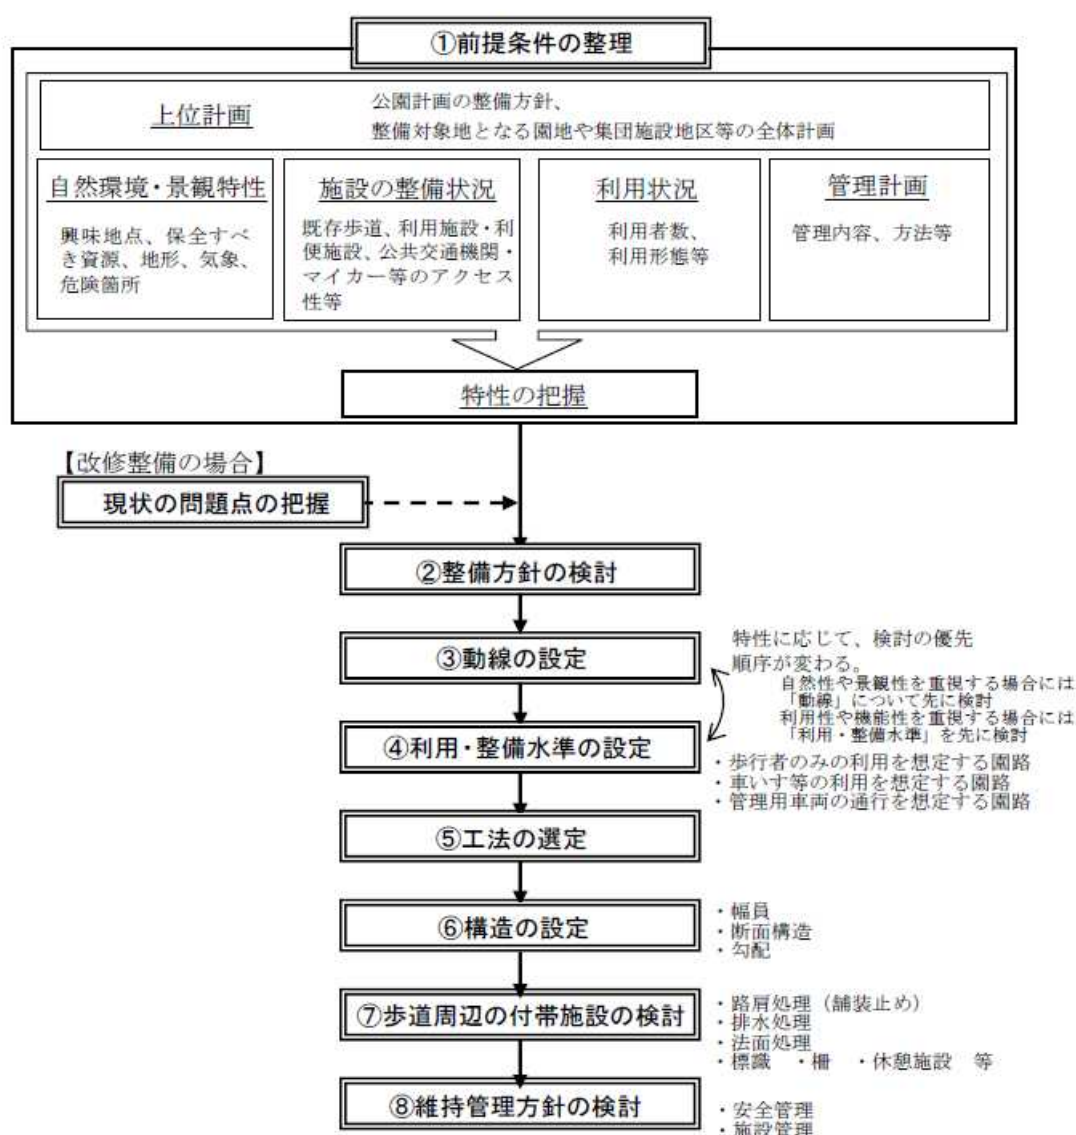 ①前提条件の整理
上位計画
公園計画の整備方針、
整備対象地となる園地や集団施設地区等の全体計画
自然環境・景観特性
興味地点、保全すべ
き資源、地形、気象、
危険箇所
施設の整備状況
既存歩道、利用施設・利
便施設、公共交通機関・
マイカー等のアクセス
性等
利用状況
利用者数、
利用形態等
管理計画
管理内容、方法等
特性の把握
【改修整備の場合】
現状の問題点の把握
②整備方針の検討
③動線の設定
特性に応じて、検討の優先
順序が変わる。
自然性や景観性を重視する場合には
「動線」について先に検討
利用性や機能性を重視する場合には
「利用・整備水準」を先に検討
④利用・整備水準の設定
・歩行者のみの利用を想定する園路
・車いす等の利用を想定する園路
・管理用車両の通行を想定する園路
⑤工法の選定
⑥構造の設定
・幅員
・断面構造
・勾配
⑦歩道周辺の付帯施設の検討
・路肩処理（舗装止め）
・排水処理
・法面処理
・標識　・柵　・休憩施設　等
⑧維持管理方針の検討
・安全管理
・施設管理